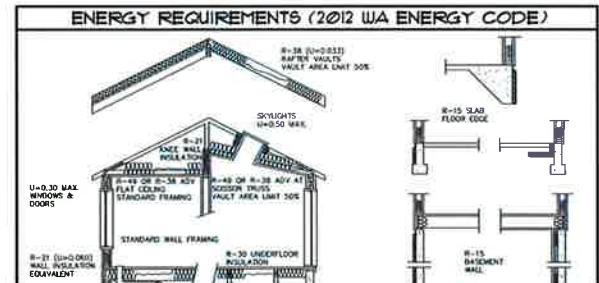 ENERGY REQUIREMENTS (2012 WA ENERGY CODE)
R-38 (U=0.033)
RAFTER VAULTS
VAULT AREA LIMIT 50%
SKYLIGHTS
U=0.50 MAX.
R-21
KNEE WALL
INSULATION
R-49 OR R-38 ADV
FLAT CEILING
STANDARD FRAMING
R-49 OR R-38 ADV AT
SCISSOR TRUSS
VAULT AREA LIMIT 50%
U=0.30 MAX
WINDOWS &
DOORS
STANDARD WALL FRAMING
R-21 (U=0.060)
WALL INSULATION
EQUIVALENT
R-30 UNDERFLOOR
INSULATION
R-15 SLAB
FLOOR EDGE
R-15
BASEMENT
WALL